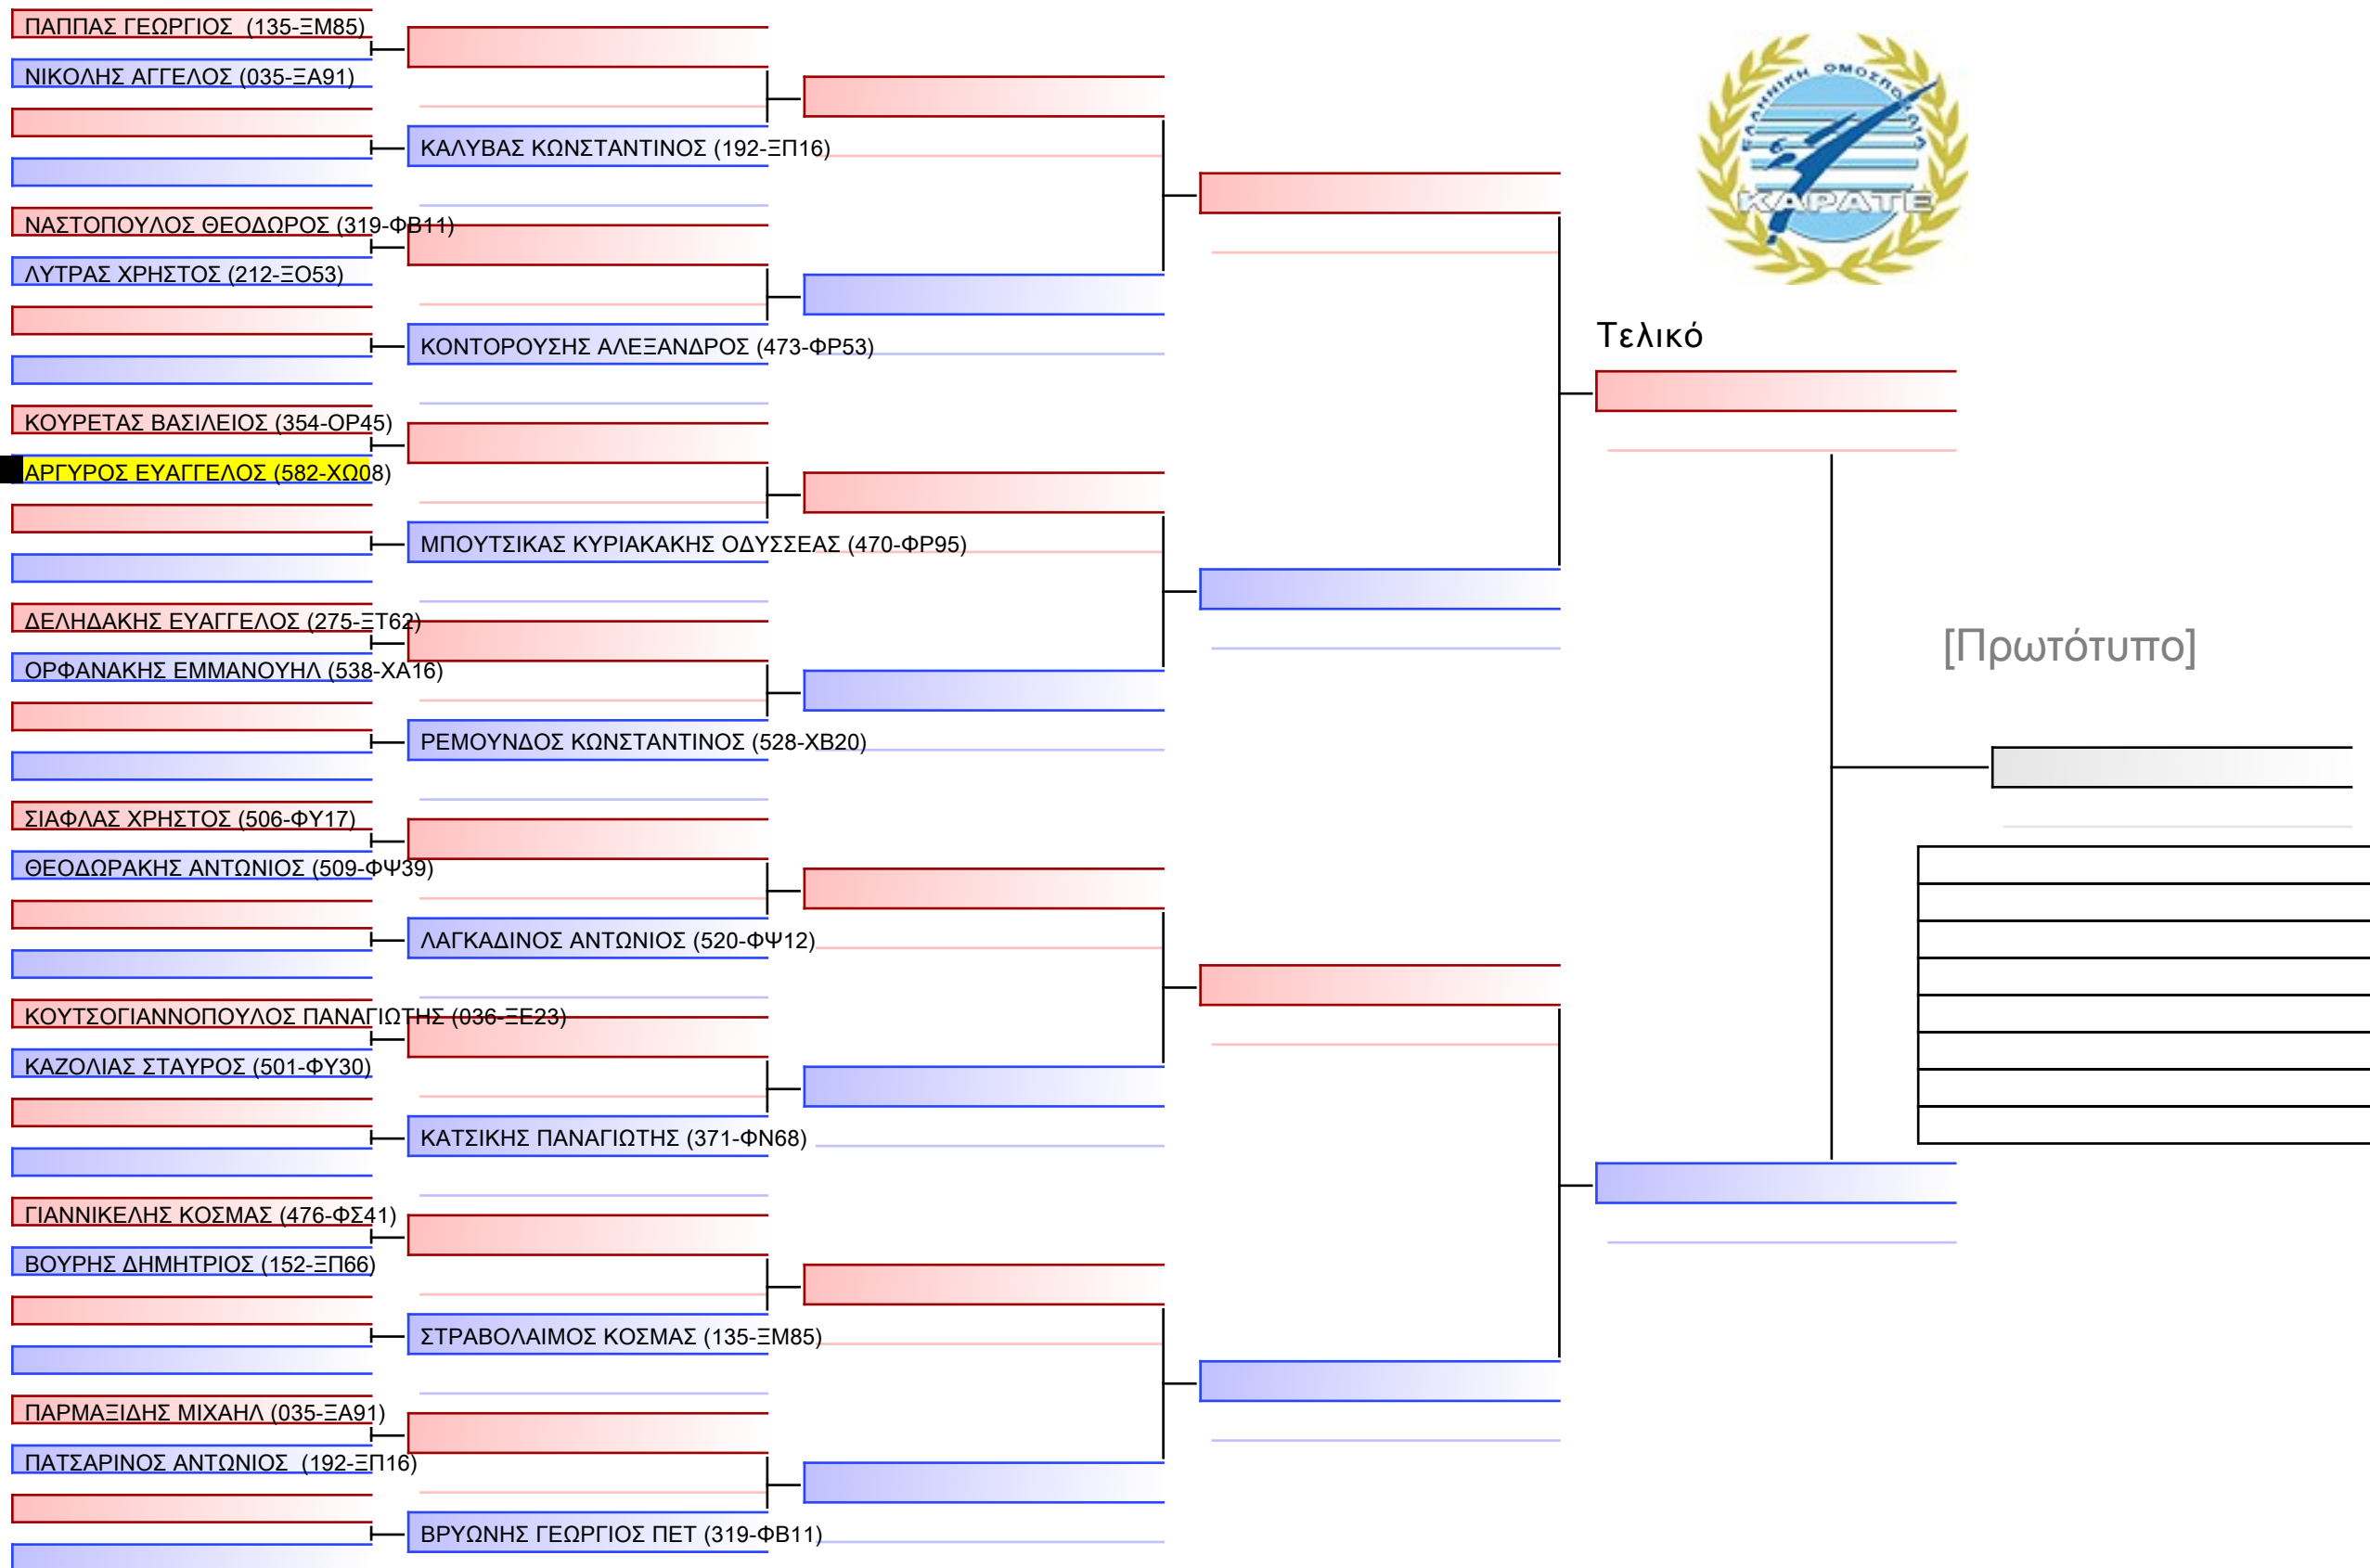 ΠΑΠΠΑΣ ΓΕΩΡΓΙΟΣ  (135-ΞΜ85)
ΝΙΚΟΛΗΣ ΑΓΓΕΛΟΣ (035-ΞΑ91)
ΚΑΛΥΒΑΣ ΚΩΝΣΤΑΝΤΙΝΟΣ (192-ΞΠ16)
ΝΑΣΤΟΠΟΥΛΟΣ ΘΕΟΔΩΡΟΣ (319-ΦΒ11)
ΛΥΤΡΑΣ ΧΡΗΣΤΟΣ (212-ΞΟ53)
ΚΟΝΤΟΡΟΥΣΗΣ ΑΛΕΞΑΝΔΡΟΣ (473-ΦΡ53)
ΚΟΥΡΕΤΑΣ ΒΑΣΙΛΕΙΟΣ (354-ΟΡ45)
ΑΡΓΥΡΟΣ ΕΥΑΓΓΕΛΟΣ (582-ΧΩ08)
ΜΠΟΥΤΣΙΚΑΣ ΚΥΡΙΑΚΑΚΗΣ ΟΔΥΣΣΕΑΣ (470-ΦΡ95)
ΔΕΛΗΔΑΚΗΣ ΕΥΑΓΓΕΛΟΣ (275-ΞΤ62)
ΟΡΦΑΝΑΚΗΣ ΕΜΜΑΝΟΥΗΛ (538-ΧΑ16)
ΡΕΜΟΥΝΔΟΣ ΚΩΝΣΤΑΝΤΙΝΟΣ (528-ΧΒ20)
ΣΙΑΦΛΑΣ ΧΡΗΣΤΟΣ (506-ΦΥ17)
ΘΕΟΔΩΡΑΚΗΣ ΑΝΤΩΝΙΟΣ (509-ΦΨ39)
ΛΑΓΚΑΔΙΝΟΣ ΑΝΤΩΝΙΟΣ (520-ΦΨ12)
ΚΟΥΤΣΟΓΙΑΝΝΟΠΟΥΛΟΣ ΠΑΝΑΓΙΩΤΗΣ (036-ΞΕ23)
ΚΑΖΟΛΙΑΣ ΣΤΑΥΡΟΣ (501-ΦΥ30)
ΚΑΤΣΙΚΗΣ ΠΑΝΑΓΙΩΤΗΣ (371-ΦΝ68)
ΓΙΑΝΝΙΚΕΛΗΣ ΚΟΣΜΑΣ (476-ΦΣ41)
ΒΟΥΡΗΣ ΔΗΜΗΤΡΙΟΣ (152-ΞΠ66)
ΣΤΡΑΒΟΛΑΙΜΟΣ ΚΟΣΜΑΣ (135-ΞΜ85)
ΠΑΡΜΑΞΙΔΗΣ ΜΙΧΑΗΛ (035-ΞΑ91)
ΠΑΤΣΑΡΙΝΟΣ ΑΝΤΩΝΙΟΣ  (192-ΞΠ16)
ΒΡΥΩΝΗΣ ΓΕΩΡΓΙΟΣ ΠΕΤ (319-ΦΒ11)
ΕΛΛΗΝΙΚΗ ΟΜΟΣΠΟΝΔΙΑ
ΚΑΡΑΤΕ
Τελικό
[Πρωτότυπο]